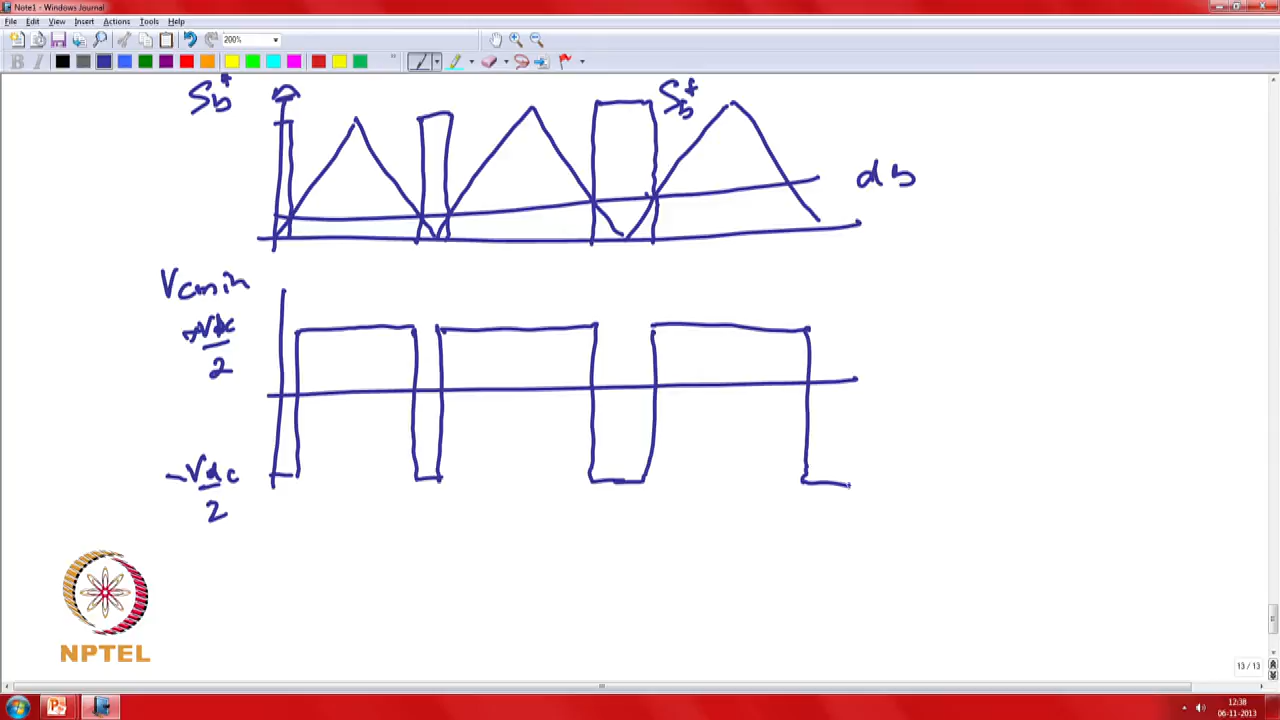 Note1 - Windows Journal
File Edit View Insert Actions Tools Help
200%
B I
Sb*
Sb*
db
Vcmin
Vdc
2
-Vdc
2
NPTEL
13 / 13
12:38
06-11-2013